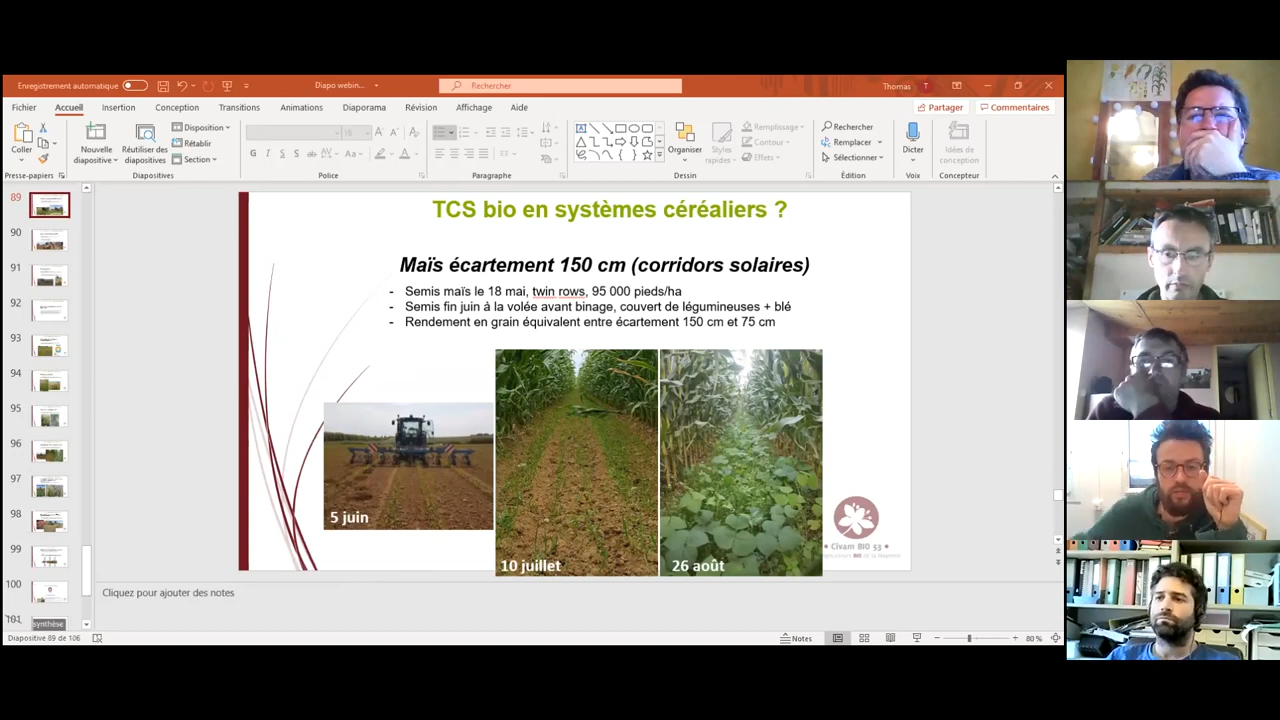 Enregistrement automatique
Diapo webin...
Rechercher
Thomas
T
Fichier
Accueil
Insertion
Conception
Transitions
Animations
Diaporama
Révision
Affichage
Aide
Partager
Commentaires
Coller
Nouvelle
diapositive
Réutiliser des
diapositives
Disposition
Rétablir
Section
Organiser
Styles
rapides
Remplissage
Contour
Effets
Rechercher
Remplacer
Sélectionner
Dicter
Idées de
conception
Presse-papiers
Diapositives
Police
Paragraphe
Dessin
Édition
Voix
Concepteur
89
90
91
92
93
94
95
96
97
98
99
100
101
synthèse
TCS bio en systèmes céréaliers ?
Maïs écartement 150 cm (corridors solaires)
- Semis maïs le 18 mai, twin rows, 95 000 pieds/ha
- Semis fin juin à la volée avant binage, couvert de légumineuses + blé
- Rendement en grain équivalent entre écartement 150 cm et 75 cm
5 juin
10 juillet
26 août
• Civam BIO 53 •
Cliquez pour ajouter des notes
Diapositive 89 de 106
Notes
80 %